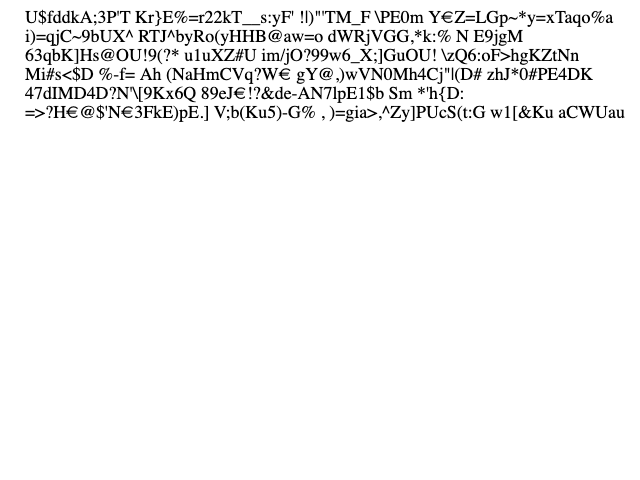 U$fddkA;3P'T Kr}E%=r22kT__s:yF' !l)"'TM_F \PE0m Y€Z=LGp~*y=xTaqo%a
i)=qjC~9bUX^ RTJ^byRo(yHHB@aw=o dWRjVGG,*k:% N E9jgM
63qbK]Hs@OU!9(?* u1uXZ#U im/jO?99w6_X;]GuOU! \zQ6:oF>hgKZtNn
Mi#s<$D %-f= Ah (NaHmCVq?W€ gY@,)wVN0Mh4Cj"l(D# zhJ*0#PE4DK
47dIMD4D?N'\[9Kx6Q 89eJ€!?&de-AN7lpE1$b Sm *'h{D:
=>?H€@$'N€3FkE)pE.] V;b(Ku5)-G% , )=gia>,^Zy]PUcS(t:G w1[&Ku aCWUau